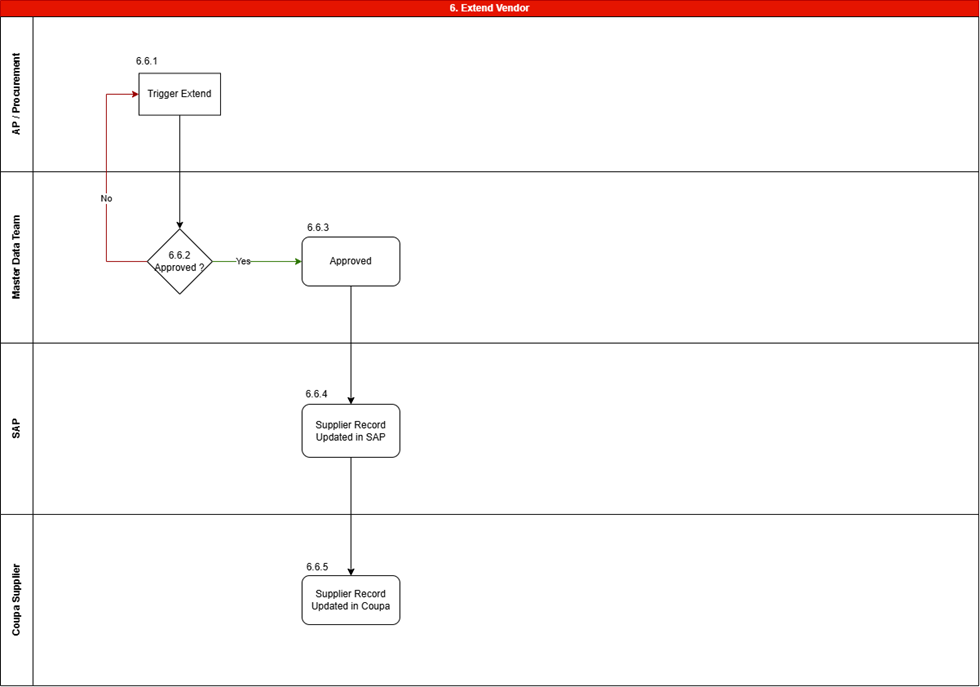 6. Extend Vendor
AP / Procurement
6.6.1
Trigger Extend
No
Master Data Team
6.6.2
Approved ?
Yes
6.6.3
Approved
SAP
6.6.4
Supplier Record
Updated in SAP
Coupa Supplier
6.6.5
Supplier Record
Updated in Coupa